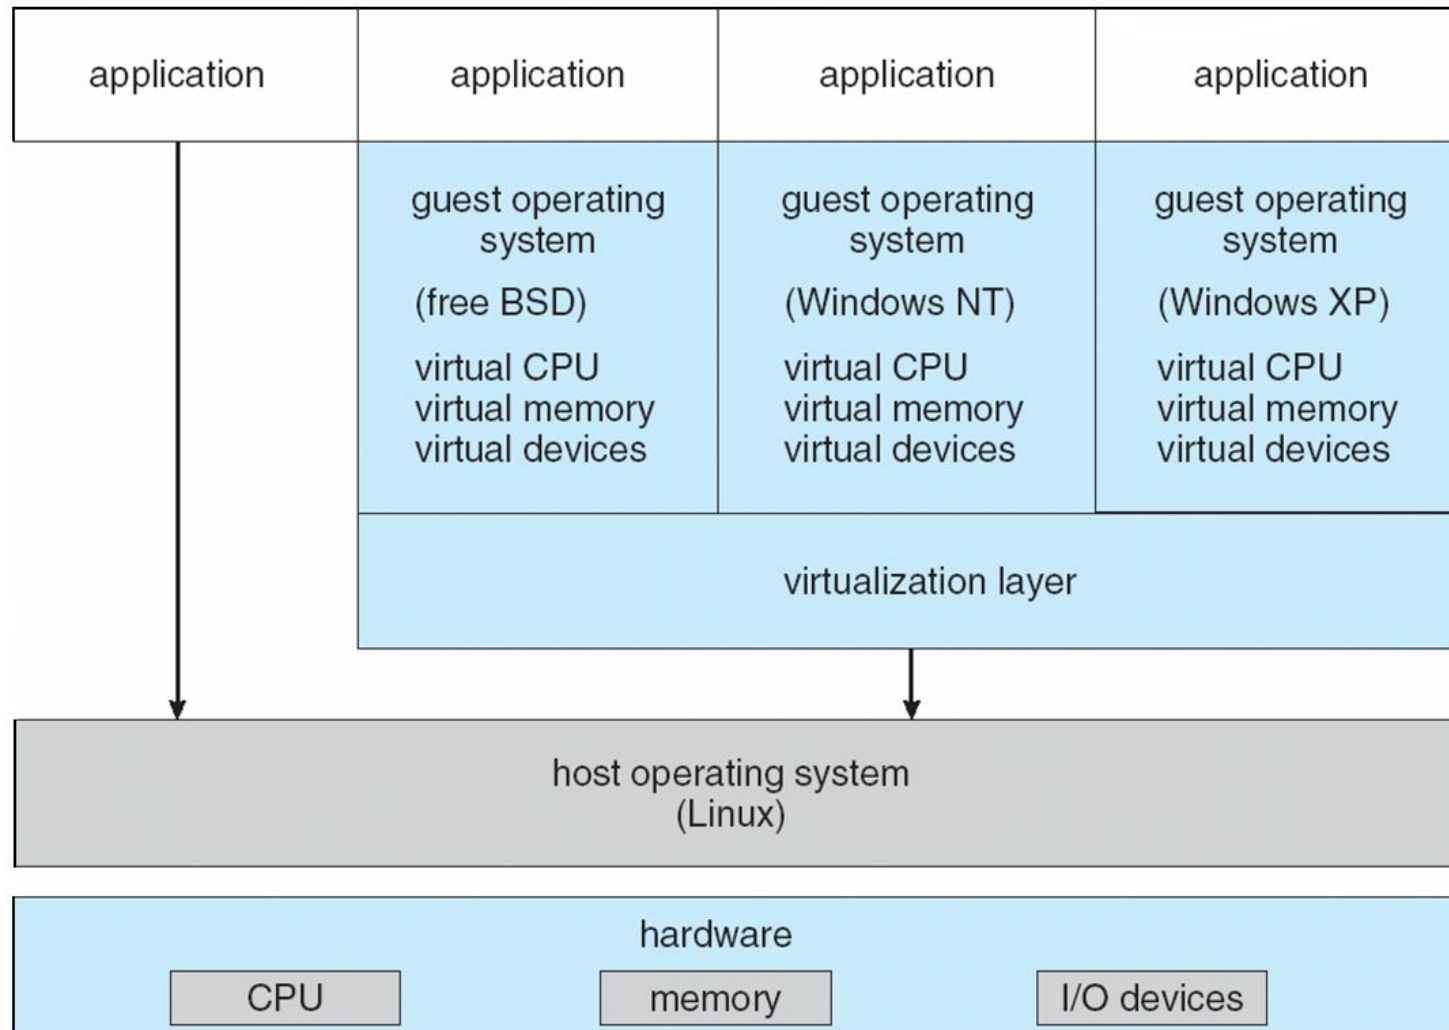 application
application
application
application
guest operating
system
(free BSD)
virtual CPU
virtual memory
virtual devices
guest operating
system
(Windows NT)
virtual CPU
virtual memory
virtual devices
guest operating
system
(Windows XP)
virtual CPU
virtual memory
virtual devices
virtualization layer
host operating system
(Linux)
hardware
CPU
memory
I/O devices